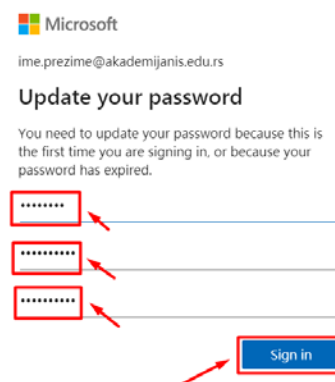 Microsoft
ime.prezime@akademijanis.edu.rs
Update your password
You need to update your password because this is
the first time you are signing in, or because your
password has expired.
••••••••
••••••••••
••••••••••
Sign in